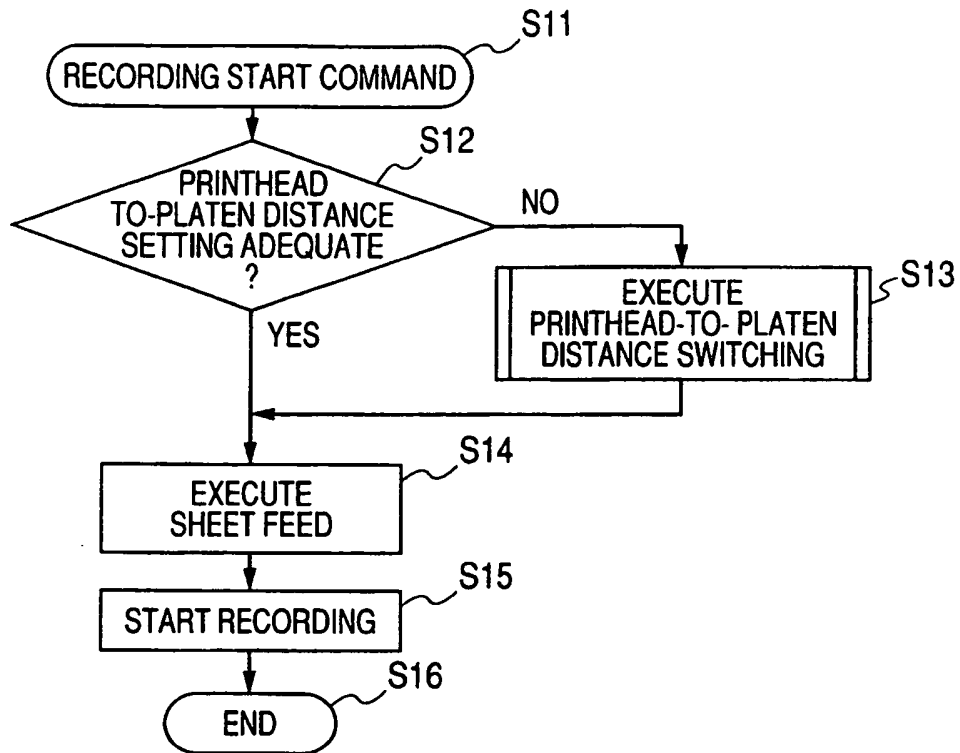 S11
RECORDING START COMMAND
S12
PRINTHEAD
TO-PLATEN DISTANCE
SETTING ADEQUATE
?
NO
YES
S13
EXECUTE
PRINTHEAD-TO- PLATEN
DISTANCE SWITCHING
S14
EXECUTE
SHEET FEED
S15
START RECORDING
S16
END